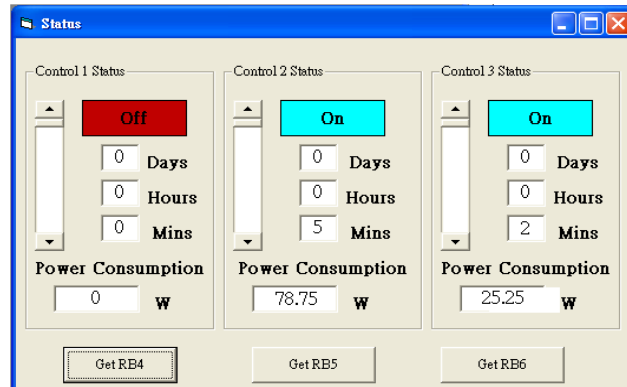 Status
Control 1 Status
Off
0 Days
0 Hours
0 Mins
Power Consumption
0 W
Get RB4
Control 2 Status
On
0 Days
0 Hours
5 Mins
Power Consumption
78.75 W
Get RB5
Control 3 Status
On
0 Days
0 Hours
2 Mins
Power Consumption
25.25 W
Get RB6